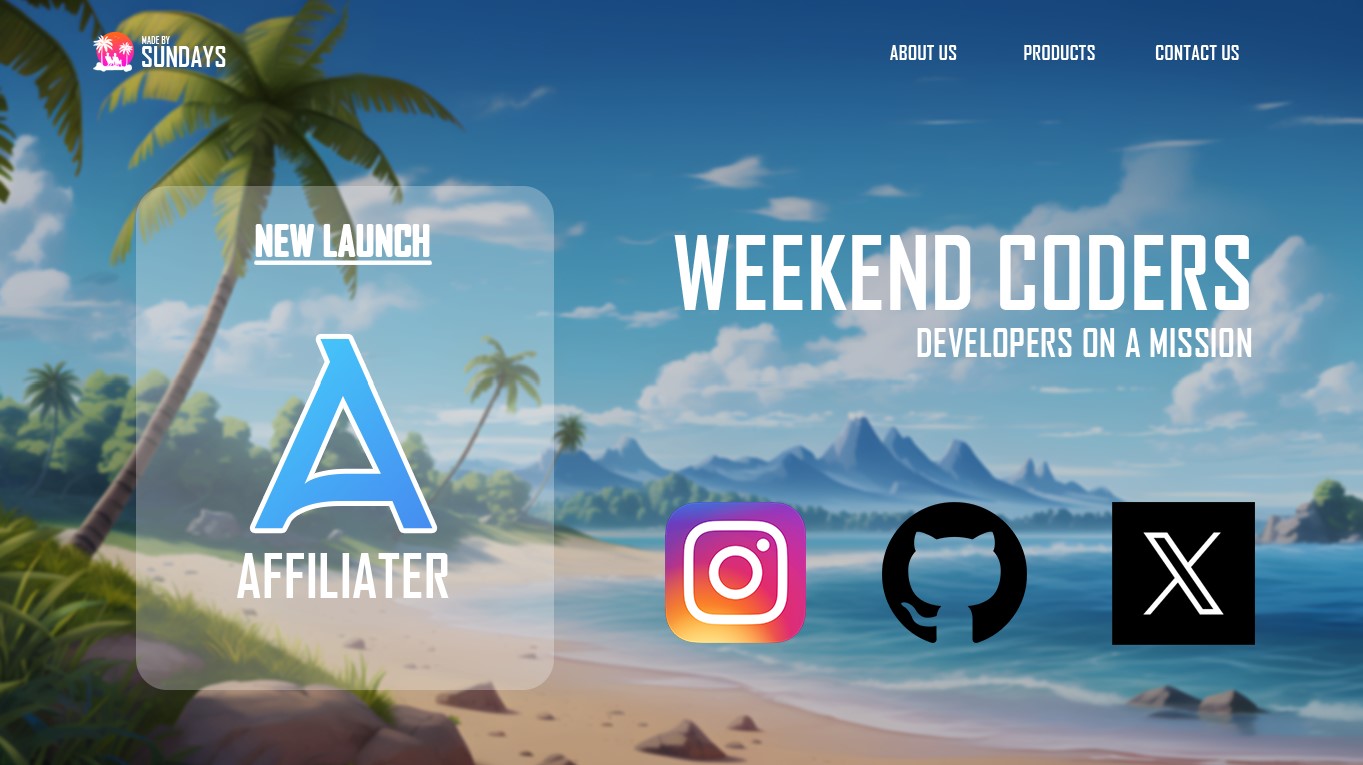 MADE BY
SUNDAYS
ABOUT US
PRODUCTS
CONTACT US
NEW LAUNCH
AFFILIATER
WEEKEND CODERS
DEVELOPERS ON A MISSION